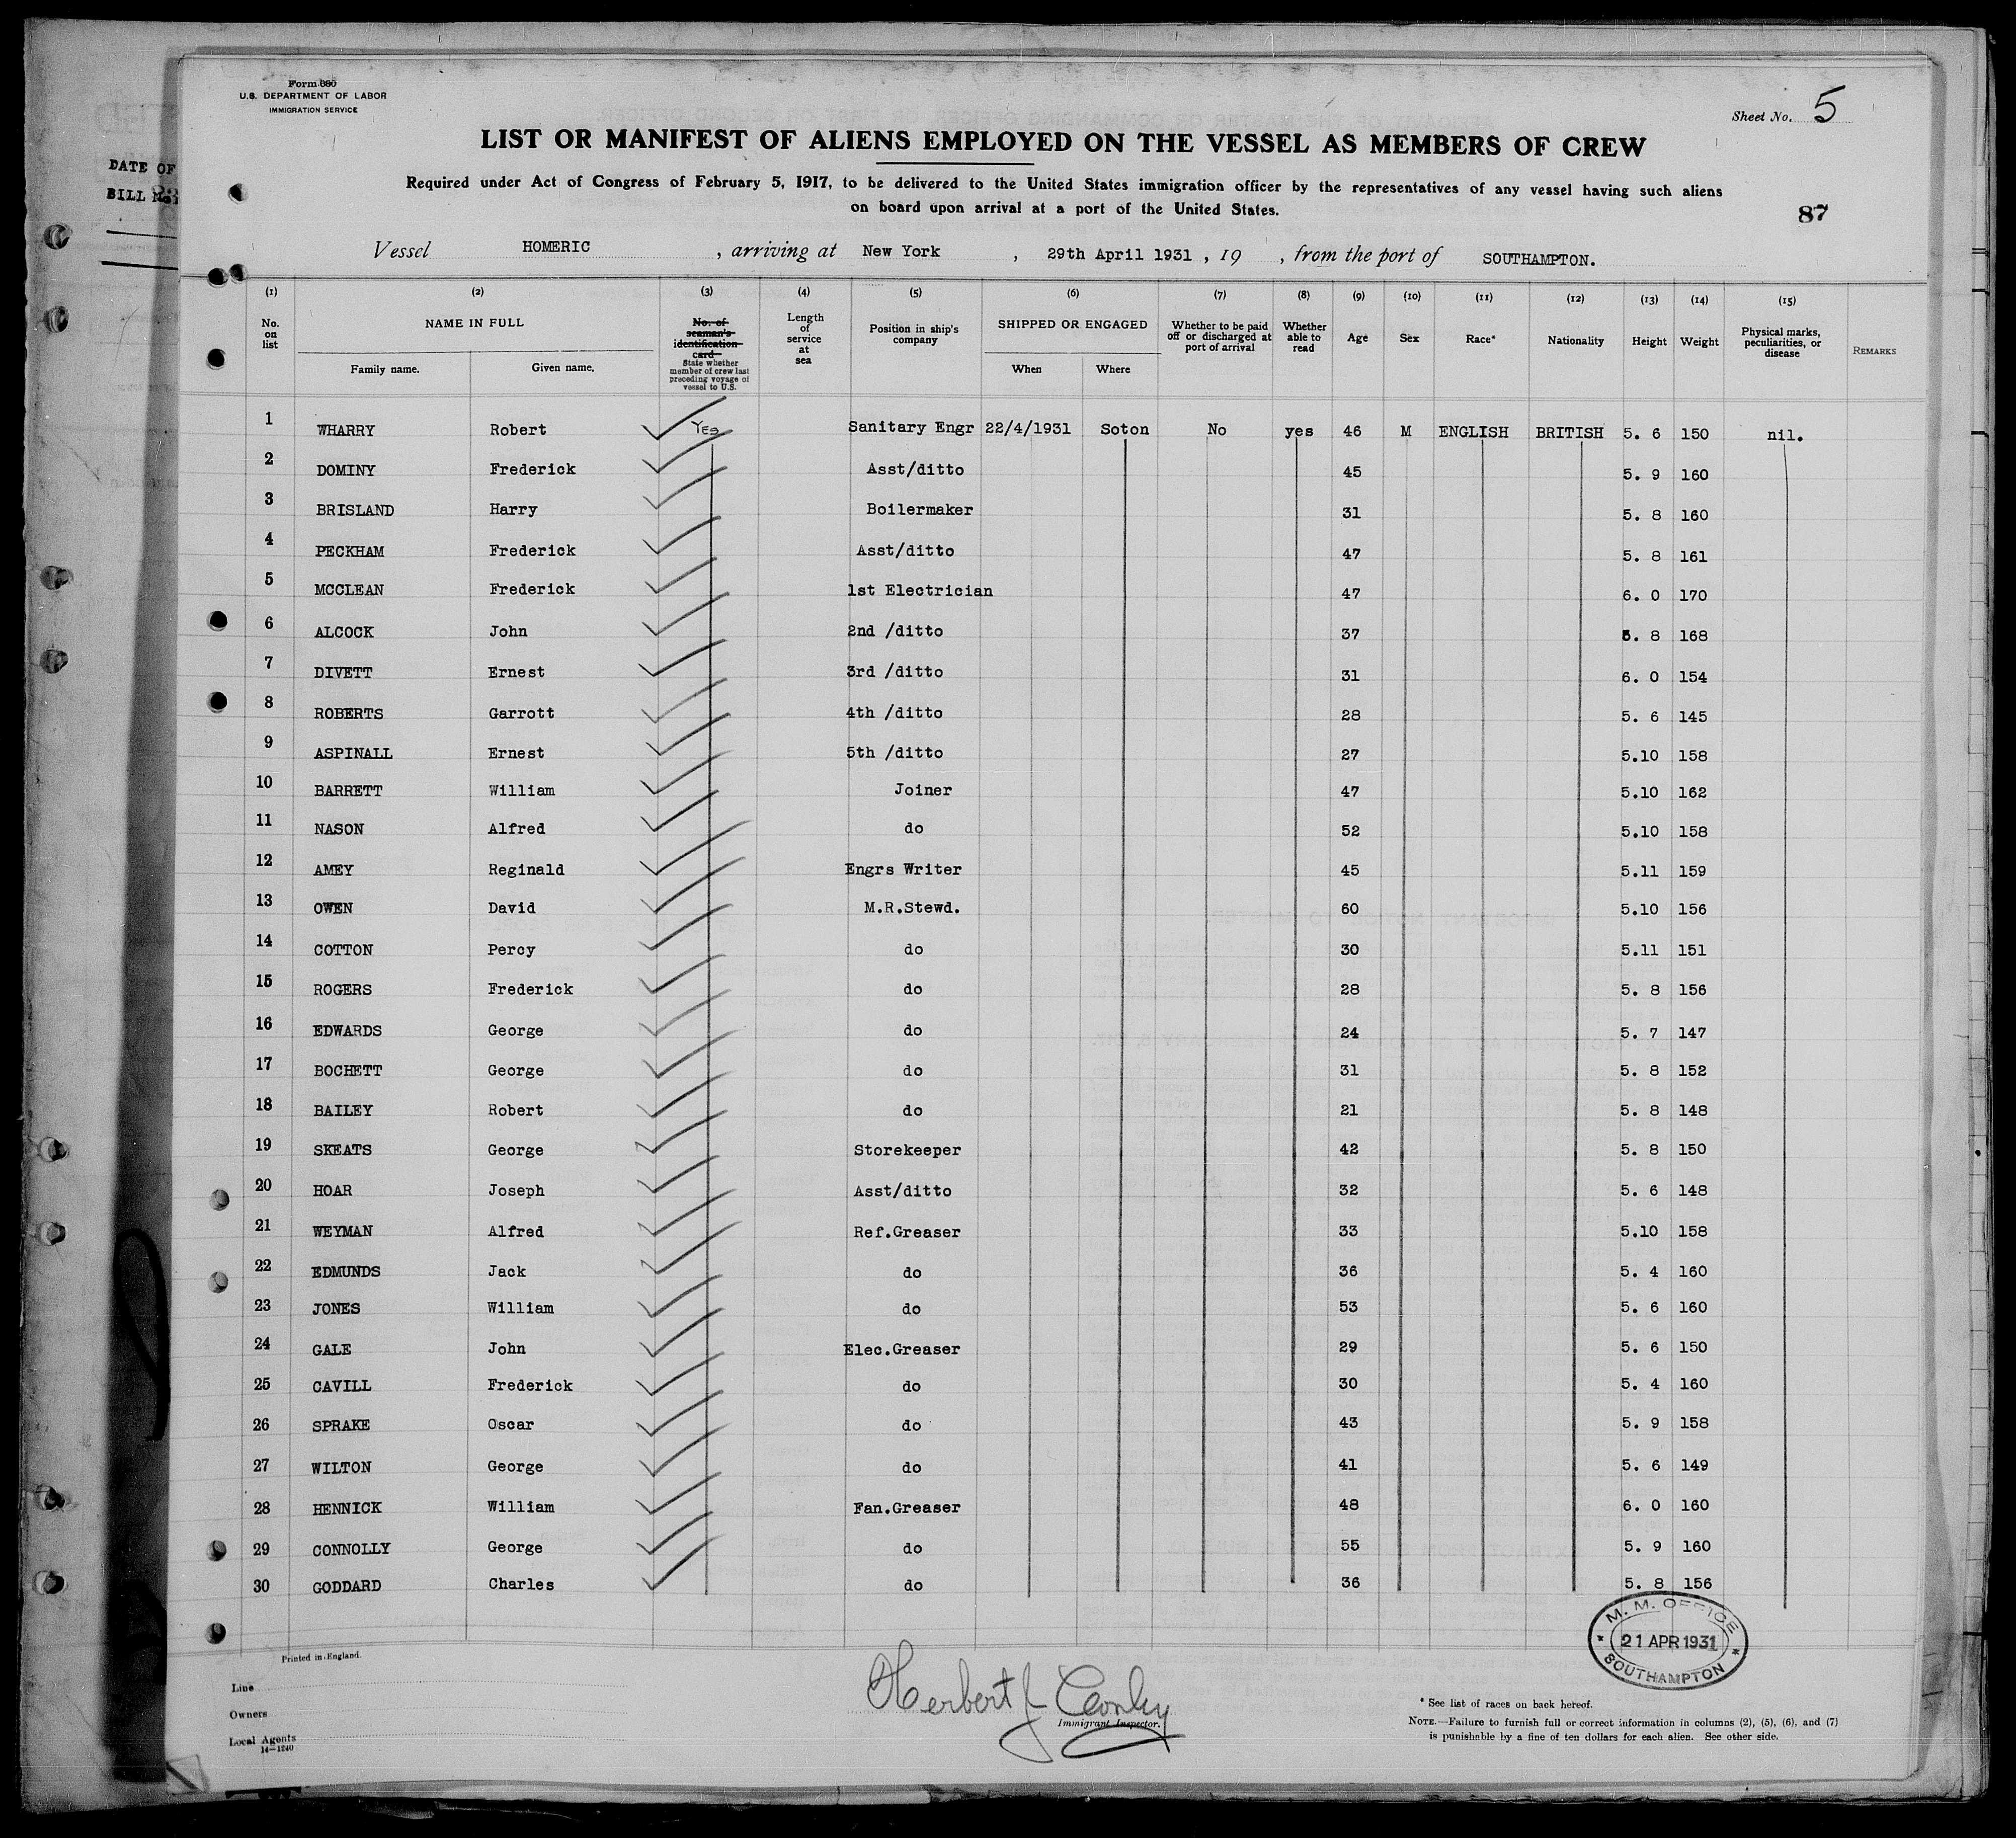 Form 680
U.S. DEPARTMENT OF LABOR
IMMIGRATION SERVICE
Sheet No. 5
LIST OR MANIFEST OF ALIENS EMPLOYED ON THE VESSEL AS MEMBERS OF CREW
Required under Act of Congress of February 5, 1917, to be delivered to the United States immigration officer by the representatives of any vessel having such aliens
on board upon arrival at a port of the United States.
87
DATE OF
BILL
Vessel HOMERIC , arriving at New York , 29th April 1931 , 19 , from the port of SOUTHAMPTON.
(1) (2) (3) (4) (5) (6) (7) (8) (9) (10) (11) (12) (13) (14) (15)
No. on list NAME IN FULL Family name. Given name. No. of seaman's identification card State whether member of crew last preceding voyage of vessel to U.S. Length of service at sea Position in ship's company SHIPPED OR ENGAGED When Where Whether to be paid off or discharged at port of arrival Whether able to read Age Sex Race* Nationality Height Weight Physical marks, peculiarities, or disease REMARKS
1 WHARRY Robert Yes Sanitary Engr 22/4/1931 Soton No yes 46 M ENGLISH BRITISH 5. 6 150 nil.
2 DOMINY Frederick Asst/ditto 45 5. 9 160
3 BRISLAND Harry Boilermaker 31 5. 8 160
4 PECKHAM Frederick Asst/ditto 47 5. 8 161
5 MCCLEAN Frederick 1st Electrician 47 6. 0 170
6 ALCOCK John 2nd /ditto 37 5. 8 168
7 DIVETT Ernest 3rd /ditto 31 6. 0 154
8 ROBERTS Garrott 4th /ditto 28 5. 6 145
9 ASPINALL Ernest 5th /ditto 27 5.10 158
10 BARRETT William Joiner 47 5.10 162
11 NASON Alfred do 52 5.10 158
12 AMEY Reginald Engrs Writer 45 5.11 159
13 OWEN David M.R.Stewd. 60 5.10 156
14 COTTON Percy do 30 5.11 151
15 ROGERS Frederick do 28 5. 8 156
16 EDWARDS George do 24 5. 7 147
17 BOCHETT George do 31 5. 8 152
18 BAILEY Robert do 21 5. 8 148
19 SKEATS George Storekeeper 42 5. 8 150
20 HOAR Joseph Asst/ditto 32 5. 6 148
21 WEYMAN Alfred Ref.Greaser 33 5.10 158
22 EDMUNDS Jack do 36 5. 4 160
23 JONES William do 53 5. 6 160
24 GALE John Elec.Greaser 29 5. 6 150
25 CAVILL Frederick do 30 5. 4 160
26 SPRAKE Oscar do 43 5. 9 158
27 WILTON George do 41 5. 6 149
28 HENNICK William Fan.Greaser 48 6. 0 160
29 CONNOLLY George do 55 5. 9 160
30 GODDARD Charles do 36 5. 8 156
M. M. OFFICE
21 APR 1931
SOUTHAMPTON
Printed in England.
Line
Owners
Local Agents
14—1240
Herbert J
Immigrant Inspector.
* See list of races on back hereof.
NOTE.—Failure to furnish full or correct information in columns (2), (5), (6), and (7)
is punishable by a fine of ten dollars for each alien. See other side.